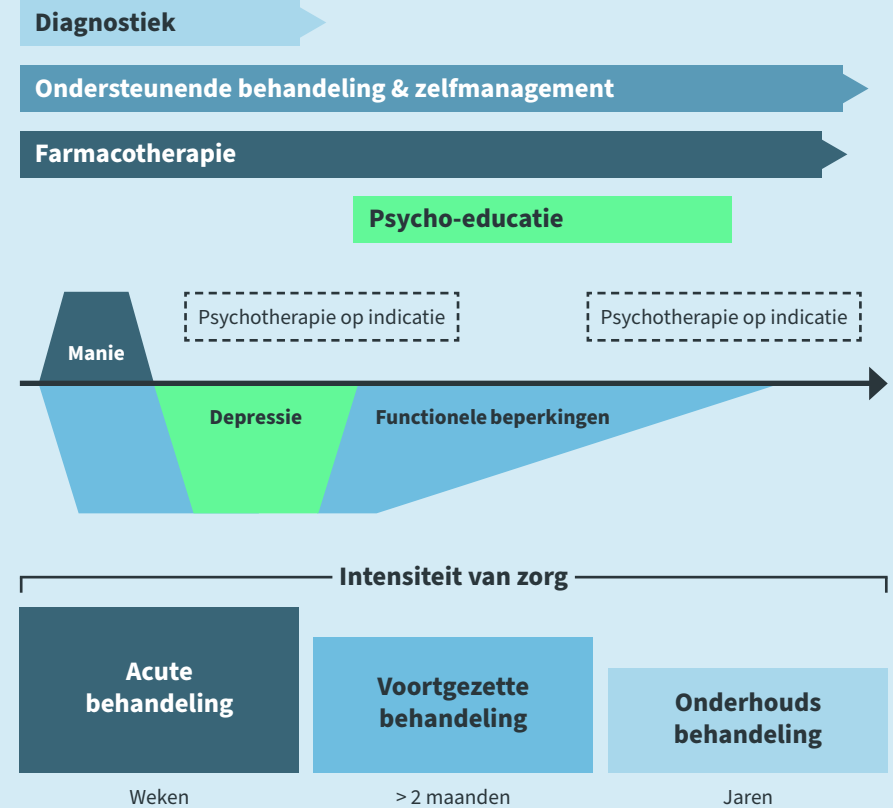 Diagnostiek
Ondersteunende behandeling & zelfmanagement
Farmacotherapie
Psycho-educatie
Psychotherapie op indicatie
Psychotherapie op indicatie
Manie
Depressie
Functionele beperkingen
Intensiteit van zorg
Acute
behandeling
Voortgezette
behandeling
Onderhouds
behandeling
Weken
> 2 maanden
Jaren